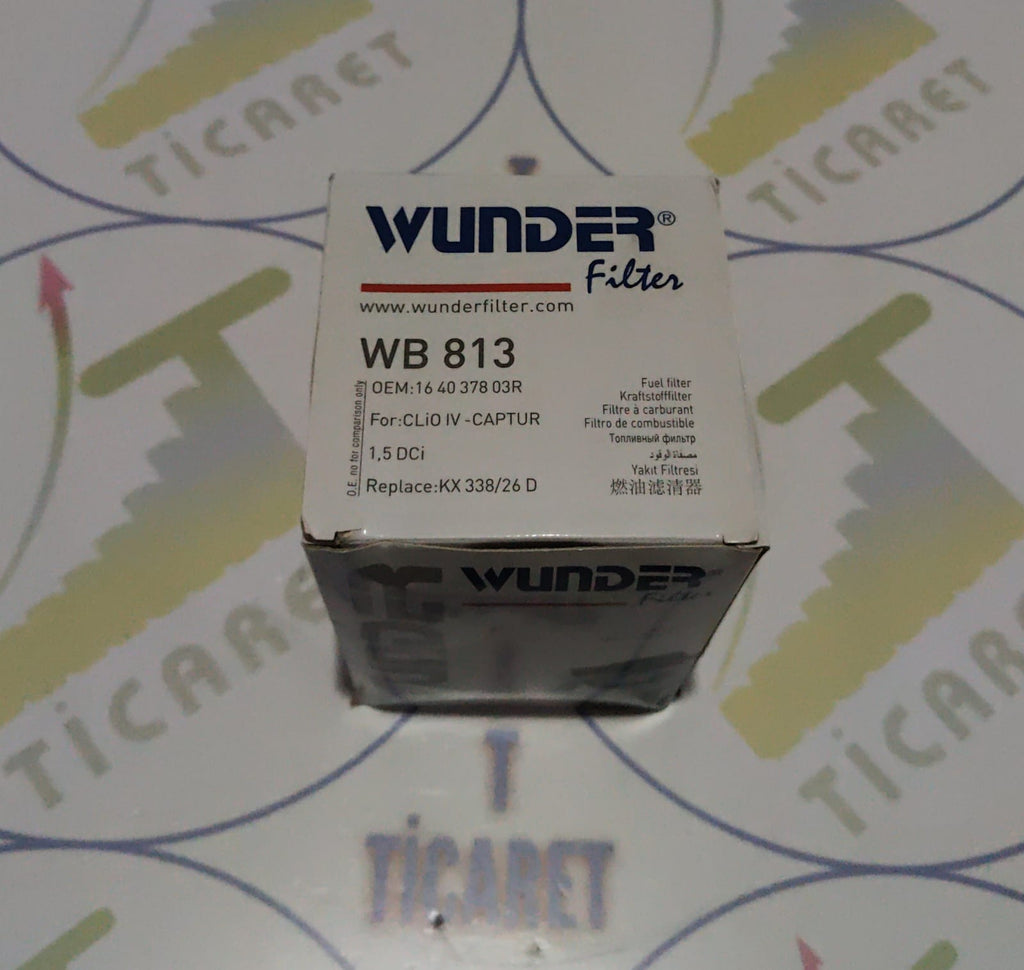 TİCARET
TİCARET
WUNDER®
Filter
www.wunderfilter.com
WB 813
O.E. no for comparison only
OEM:16 40 378 03R
For:CLiO IV -CAPTUR
1,5 DCi
Replace:KX 338/26 D
Fuel filter
Kraftstofffilter
Filtre à carburant
Filtro de combustible
Топливный фильтр
مصفاة الوقود
Yakıt Filtresi
燃油滤清器
WUNDER
Filter
TİCARE
TİCAR
T
TİCARET